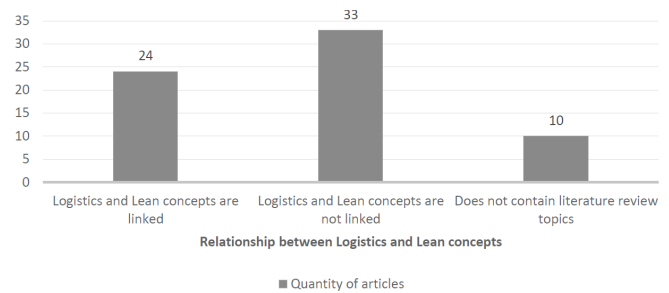 35
30
25
20
15
10
5
0
24
33
10
Logistics and Lean concepts are
linked
Logistics and Lean concepts are
not linked
Does not contain literature review
topics
Relationship between Logistics and Lean concepts
Quantity of articles